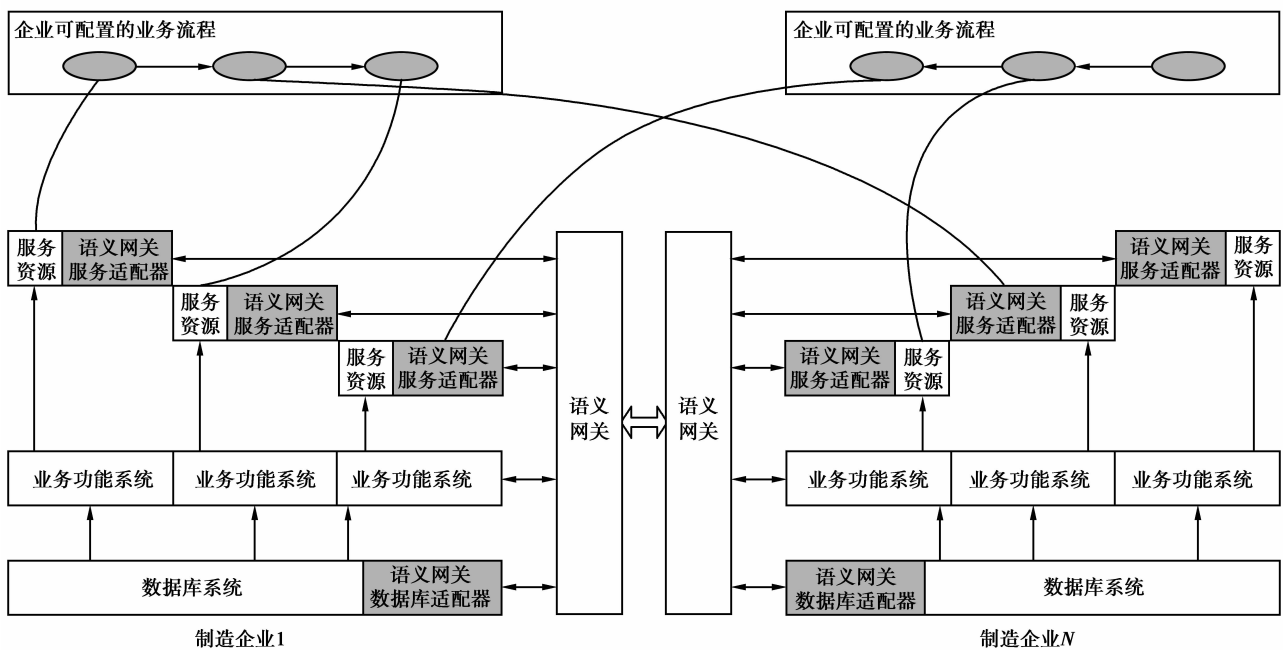 企业可配置的业务流程
企业可配置的业务流程
服务
资源
语义网关
服务适配器
语义网关
服务适配器
服务
资源
服务
资源
语义网关
服务适配器
语义网关
服务适配器
服务
资源
服务
资源
语义网关
服务适配器
语义网关
服务适配器
服务
资源
语义
网关
语义
网关
业务功能系统
业务功能系统
业务功能系统
业务功能系统
业务功能系统
业务功能系统
数据库系统
语义网关
数据库适配器
语义网关
数据库适配器
数据库系统
制造企业1
制造企业N